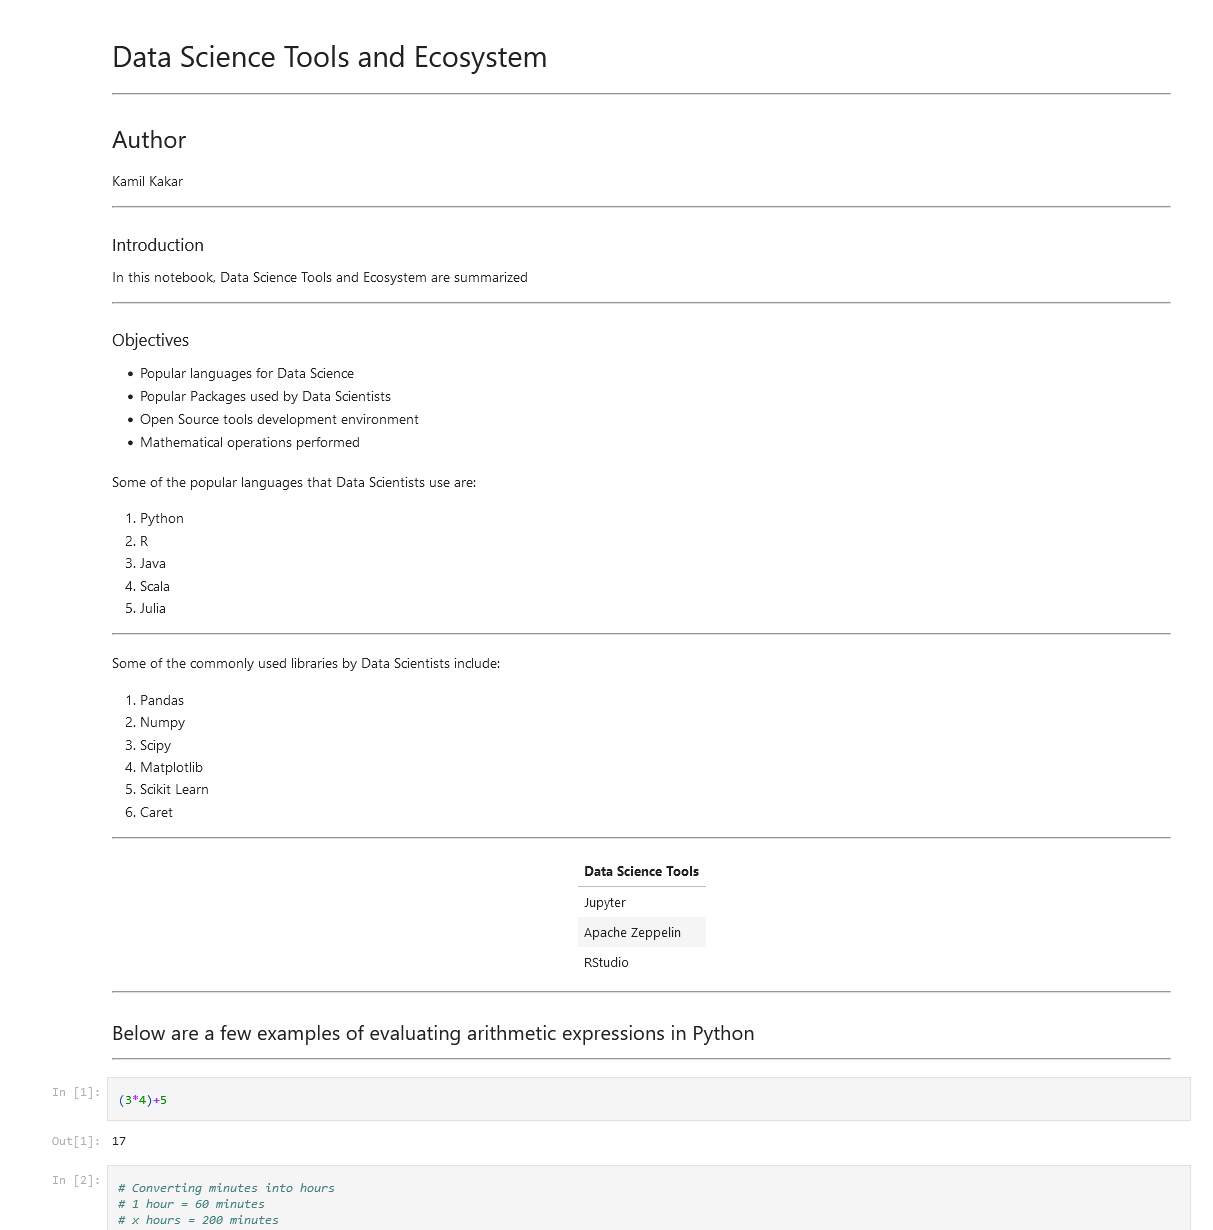 Data Science Tools and Ecosystem
Author
Kamil Kakar
Introduction
In this notebook, Data Science Tools and Ecosystem are summarized
Objectives
• Popular languages for Data Science
• Popular Packages used by Data Scientists
• Open Source tools development environment
• Mathematical operations performed
Some of the popular languages that Data Scientists use are:
1. Python
2. R
3. Java
4. Scala
5. Julia
Some of the commonly used libraries by Data Scientists include:
1. Pandas
2. Numpy
3. Scipy
4. Matplotlib
5. Scikit Learn
6. Caret
Data Science Tools
Jupyter
Apache Zeppelin
RStudio
Below are a few examples of evaluating arithmetic expressions in Python
In [1]: (3*4)+5
Out[1]: 17
In [2]:
# Converting minutes into hours
# 1 hour = 60 minutes
# x hours = 200 minutes